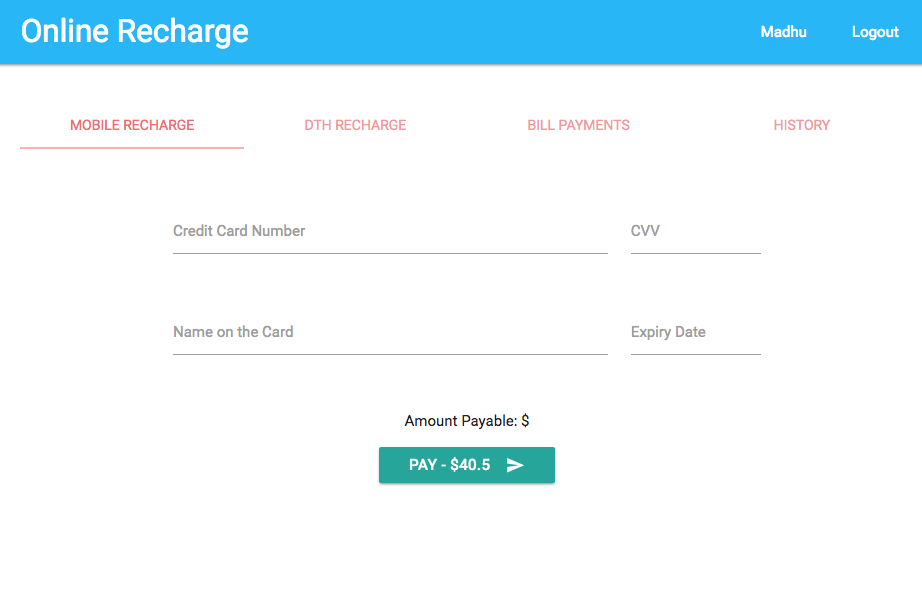 Online Recharge
Madhu
Logout
MOBILE RECHARGE
DTH RECHARGE
BILL PAYMENTS
HISTORY
Credit Card Number
CVV
Name on the Card
Expiry Date
Amount Payable: $
PAY - $40.5